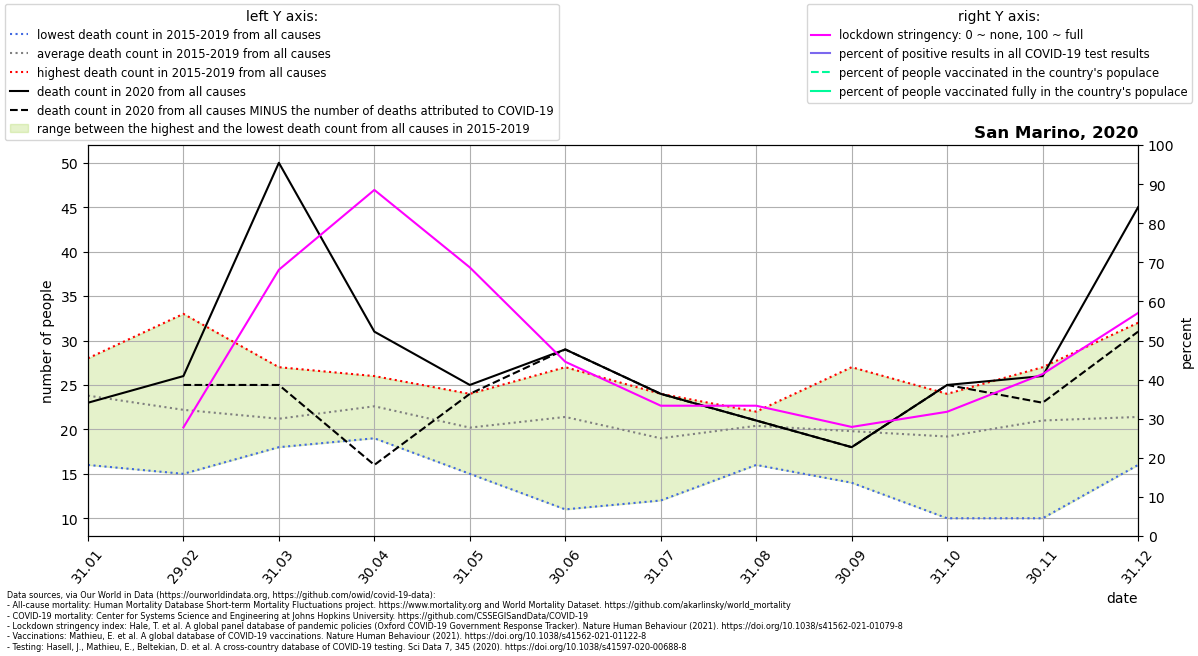 left Y axis:
lowest death count in 2015-2019 from all causes
average death count in 2015-2019 from all causes
highest death count in 2015-2019 from all causes
death count in 2020 from all causes
death count in 2020 from all causes MINUS the number of deaths attributed to COVID-19
range between the highest and the lowest death count from all causes in 2015-2019
right Y axis:
lockdown stringency: 0 ~ none, 100 ~ full
percent of positive results in all COVID-19 test results
percent of people vaccinated in the country's populace
percent of people vaccinated fully in the country's populace
San Marino, 2020
number of people
50
45
40
35
30
25
20
15
10
100
90
80
70
60
50
40
30
20
10
0
percent
31.01
29.02
31.03
30.04
31.05
30.06
31.07
31.08
30.09
31.10
30.11
31.12
date
Data sources, via Our World in Data (https://ourworldindata.org, https://github.com/owid/covid-19-data):
- All-cause mortality: Human Mortality Database Short-term Mortality Fluctuations project. https://www.mortality.org and World Mortality Dataset. https://github.com/akarlinsky/world_mortality
- COVID-19 mortality: Center for Systems Science and Engineering at Johns Hopkins University. https://github.com/CSSEGISandData/COVID-19
- Lockdown stringency index: Hale, T. et al. A global panel database of pandemic policies (Oxford COVID-19 Government Response Tracker). Nature Human Behaviour (2021). https://doi.org/10.1038/s41562-021-01079-8
- Vaccinations: Mathieu, E. et al. A global database of COVID-19 vaccinations. Nature Human Behaviour (2021). https://doi.org/10.1038/s41562-021-01122-8
- Testing: Hasell, J., Mathieu, E., Beltekian, D. et al. A cross-country database of COVID-19 testing. Sci Data 7, 345 (2020). https://doi.org/10.1038/s41597-020-00688-8